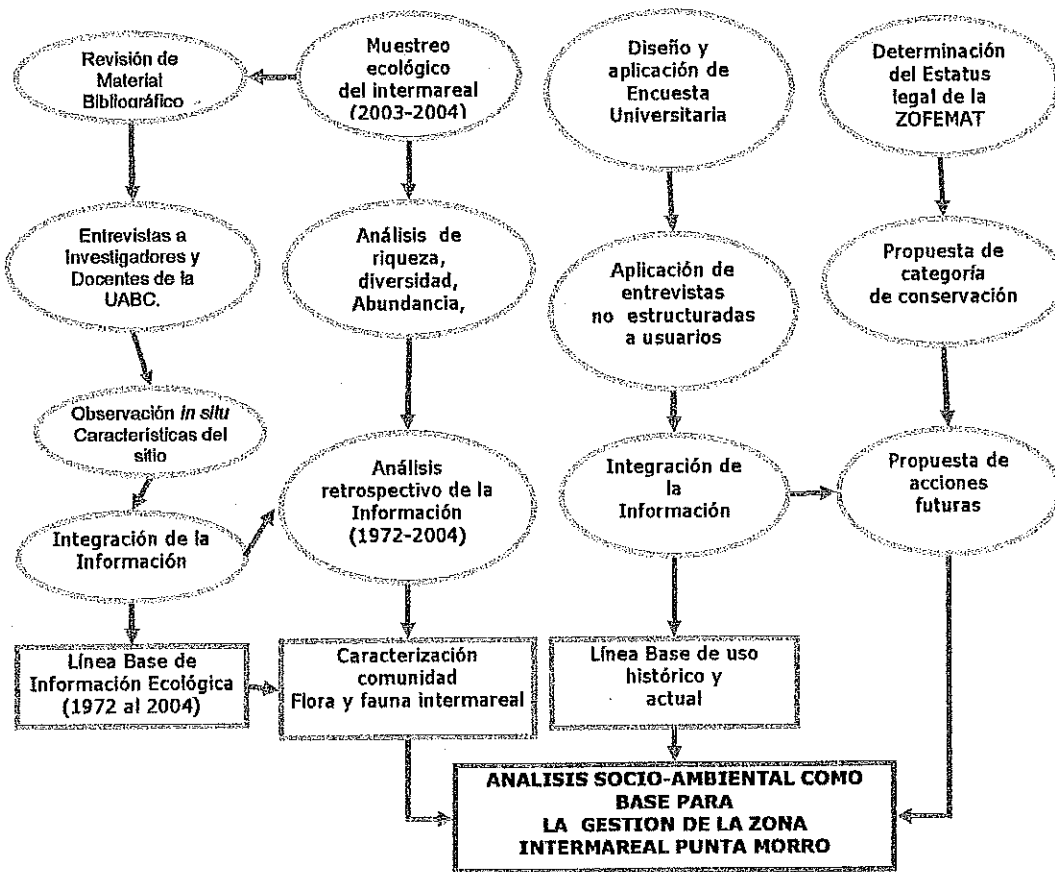 Revisión de
Material
Bibliográfico
Muestreo
ecológico
del intermareal
(2003-2004)
Diseño y
aplicación de
Encuesta
Universitaria
Determinación
del Estatus
legal de la
ZOFEMAT
Entrevistas a
Investigadores y
Docentes de la
UABC.
Análisis de
riqueza,
diversidad,
Abundancia,
Aplicación de
entrevistas
no estructuradas
a usuarios
Propuesta de
categoría
de conservación
Observación in situ
Características del
sitio
Análisis
retrospectivo de la
Información
(1972-2004)
Integración de
la
Información
Propuesta de
acciones
futuras
Integración de la
Información
Línea Base de
Información Ecológica
(1972 al 2004)
Caracterización
comunidad
Flora y fauna intermareal
Línea Base de uso
histórico y
actual
ANALISIS SOCIO-AMBIENTAL COMO
BASE PARA
LA GESTION DE LA ZONA
INTERMAREAL PUNTA MORRO